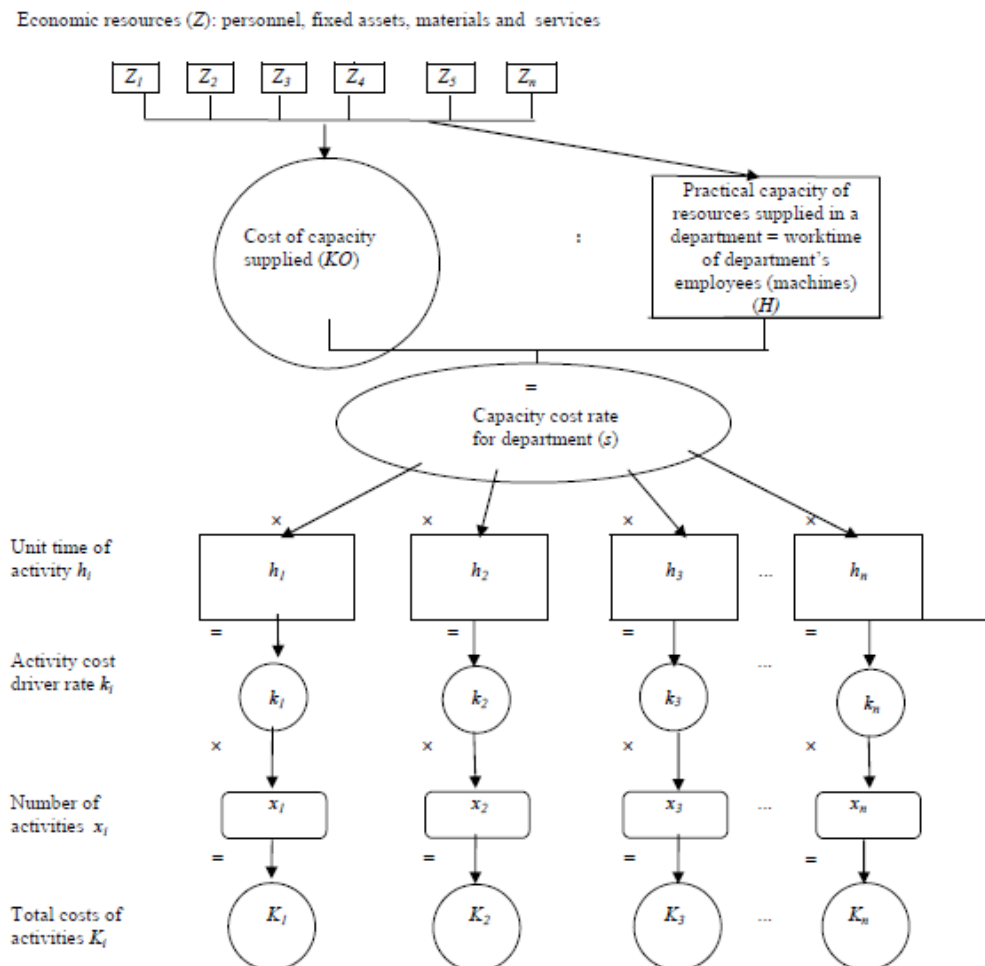 Economic resources (Z): personnel, fixed assets, materials and services
Z1 Z2 Z3 Z4 Z5 Zn
Cost of capacity
supplied (KO)
:
Practical capacity of
resources supplied in a
department = worktime
of department's
employees (machines)
(H)
=
Capacity cost rate
for department (s)
× × × ×
Unit time of
activity hi
h1 h2 h3 ... hn
= = = =
Activity cost
driver rate ki
k1 k2 k3 ... kn
× × × ×
Number of
activities xi
x1 x2 x3 ... xn
= = = =
Total costs of
activities Ki
K1 K2 K3 ... Kn